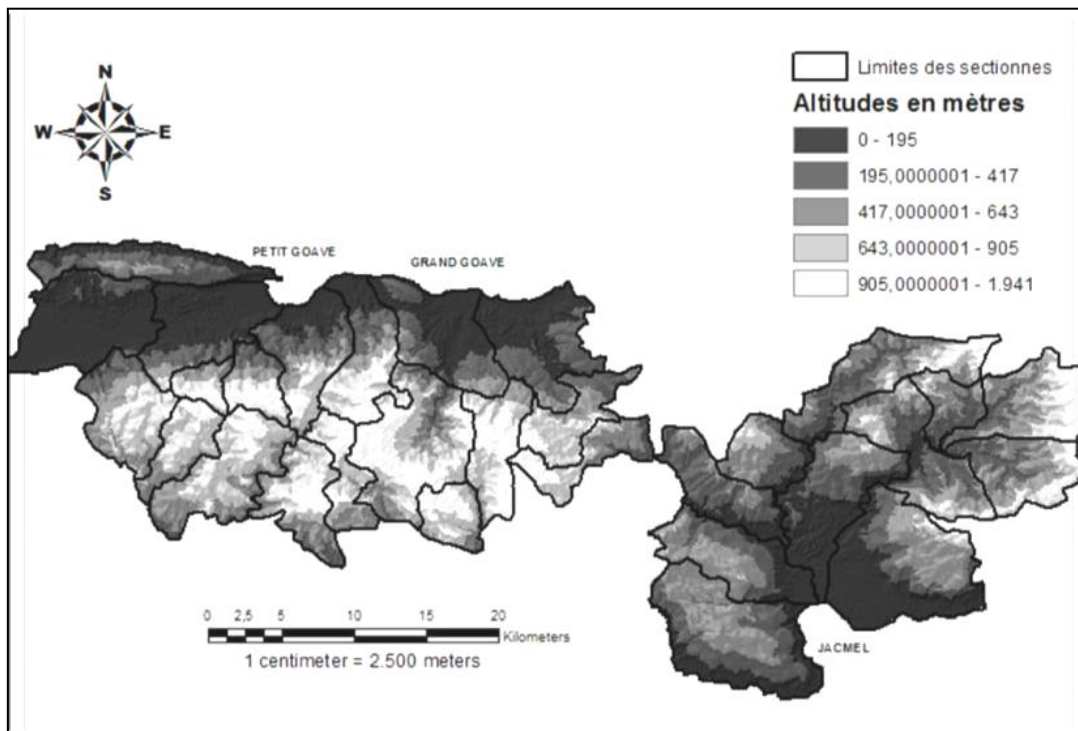 N
W E
S
Limites des sectionnes
Altitudes en mètres
0 - 195
195,0000001 - 417
417,0000001 - 643
643,0000001 - 905
905,0000001 - 1.941
PETIT GOAVE
GRAND GOAVE
JACMEL
0 2,5 5 10 15 20
Kilometers
1 centimeter = 2.500 meters